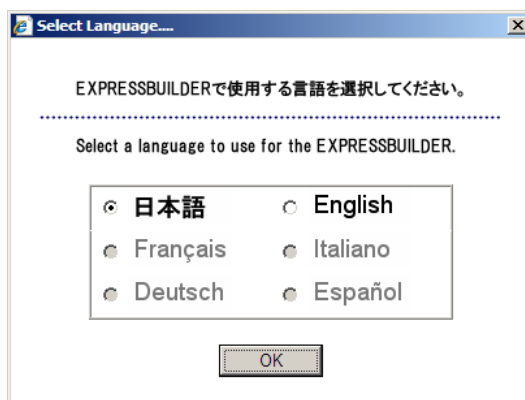 Select Language....
EXPRESSBUILDERで使用する言語を選択してください。
Select a language to use for the EXPRESSBUILDER.
日本語 English
Français Italiano
Deutsch Español
OK